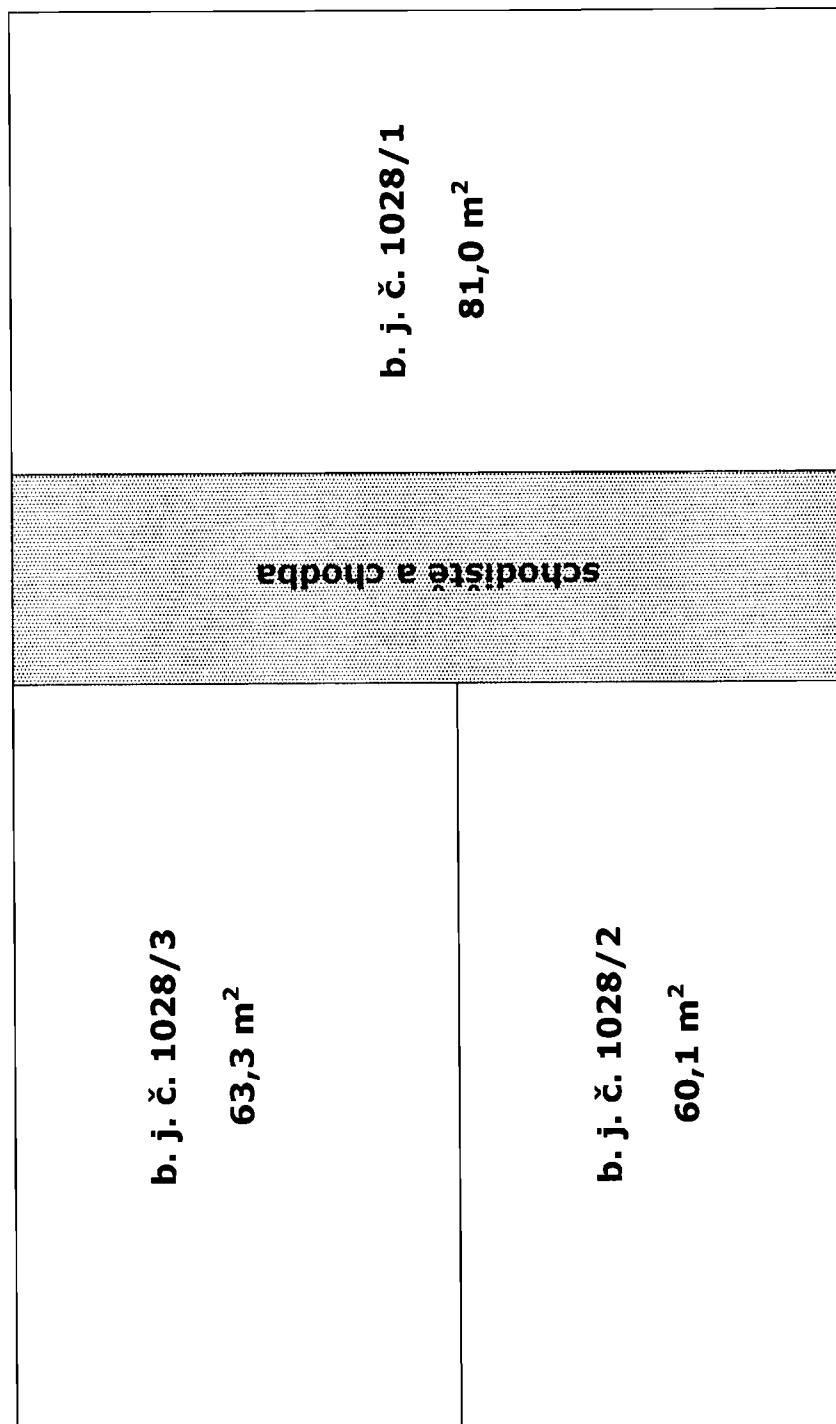 b. j. č. 1028/3
63,3 m²
b. j. č. 1028/2
60,1 m²
schodiště a chodba
b. j. č. 1028/1
81,0 m²